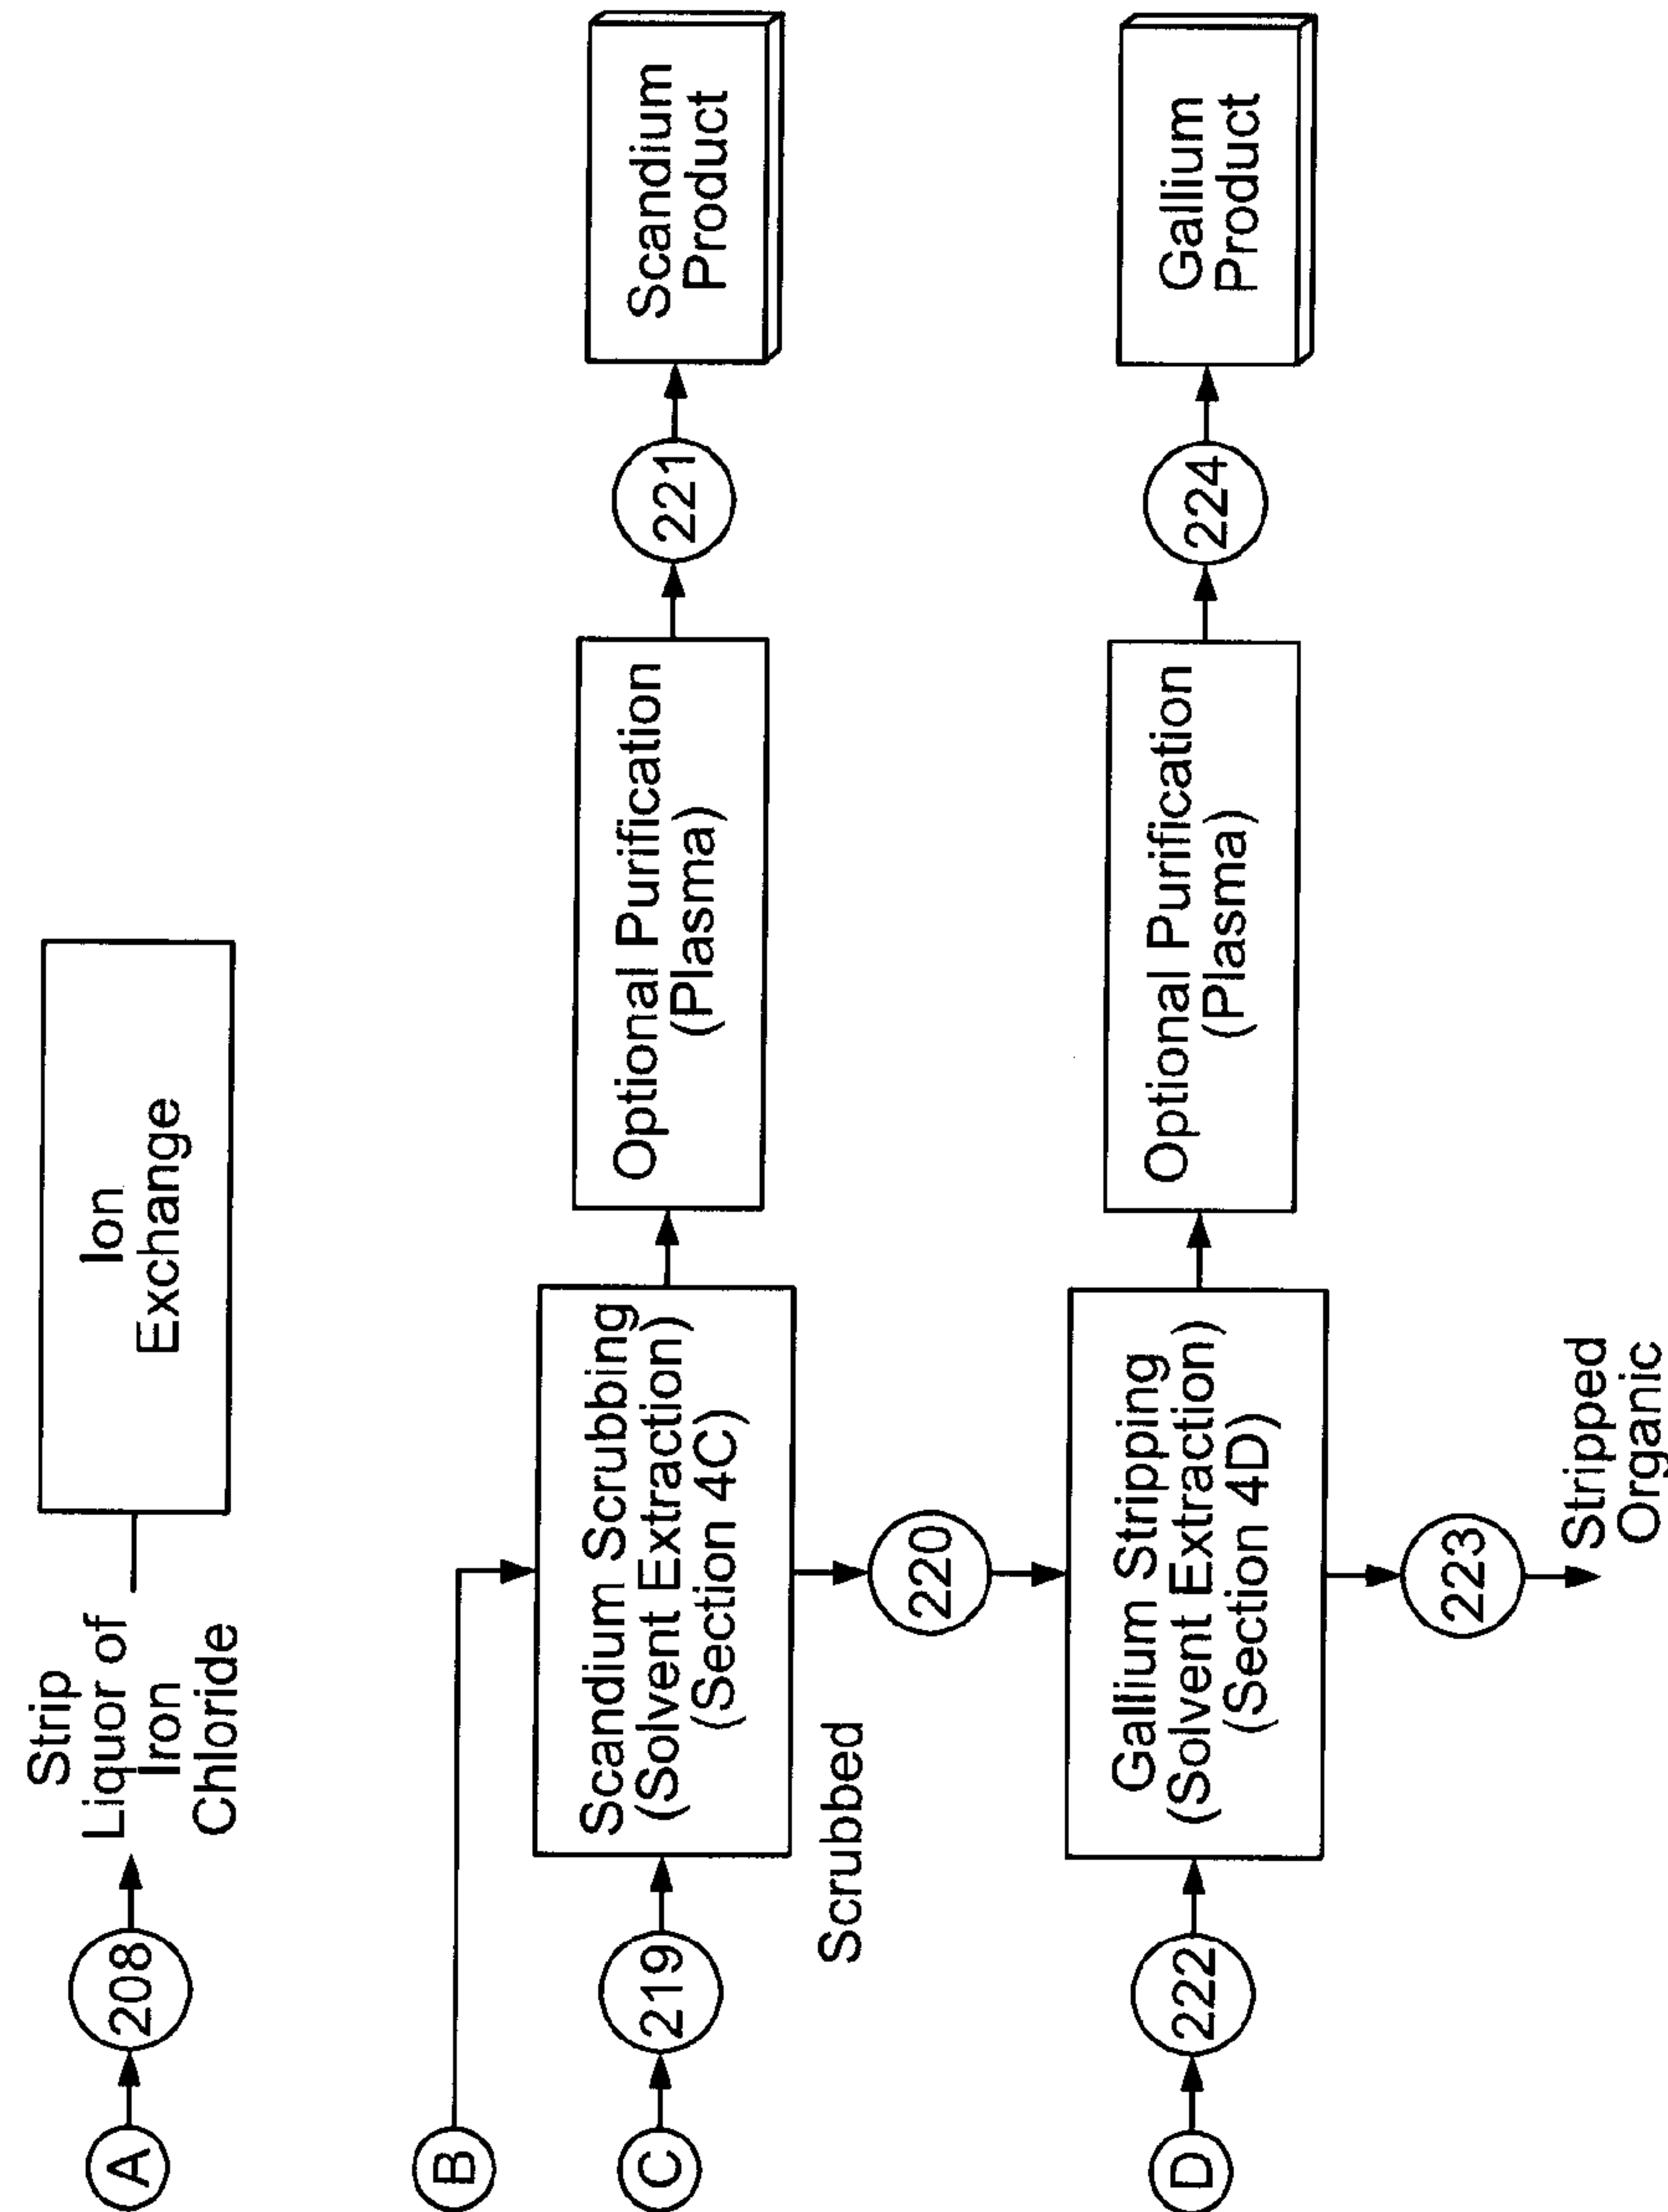 A
208
Strip
Liquor of
Iron
Chloride
Ion
Exchange
B
C
219
Scandium Scrubbing
(Solvent Extraction)
(Section 4C)
Optional Purification
(Plasma)
221
Scandium
Product
Scrubbed
220
D
222
Gallium Stripping
(Solvent Extraction)
(Section 4D)
Optional Purification
(Plasma)
224
Gallium
Product
223
Stripped
Organic